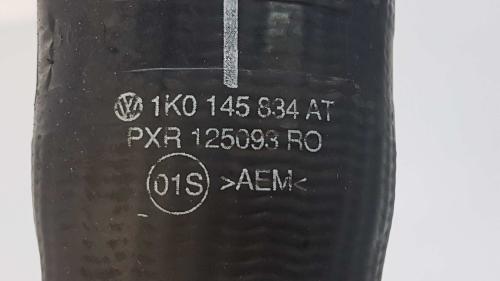 1K0 145 834 AT
PXR 125093 RO
01S >AEM<